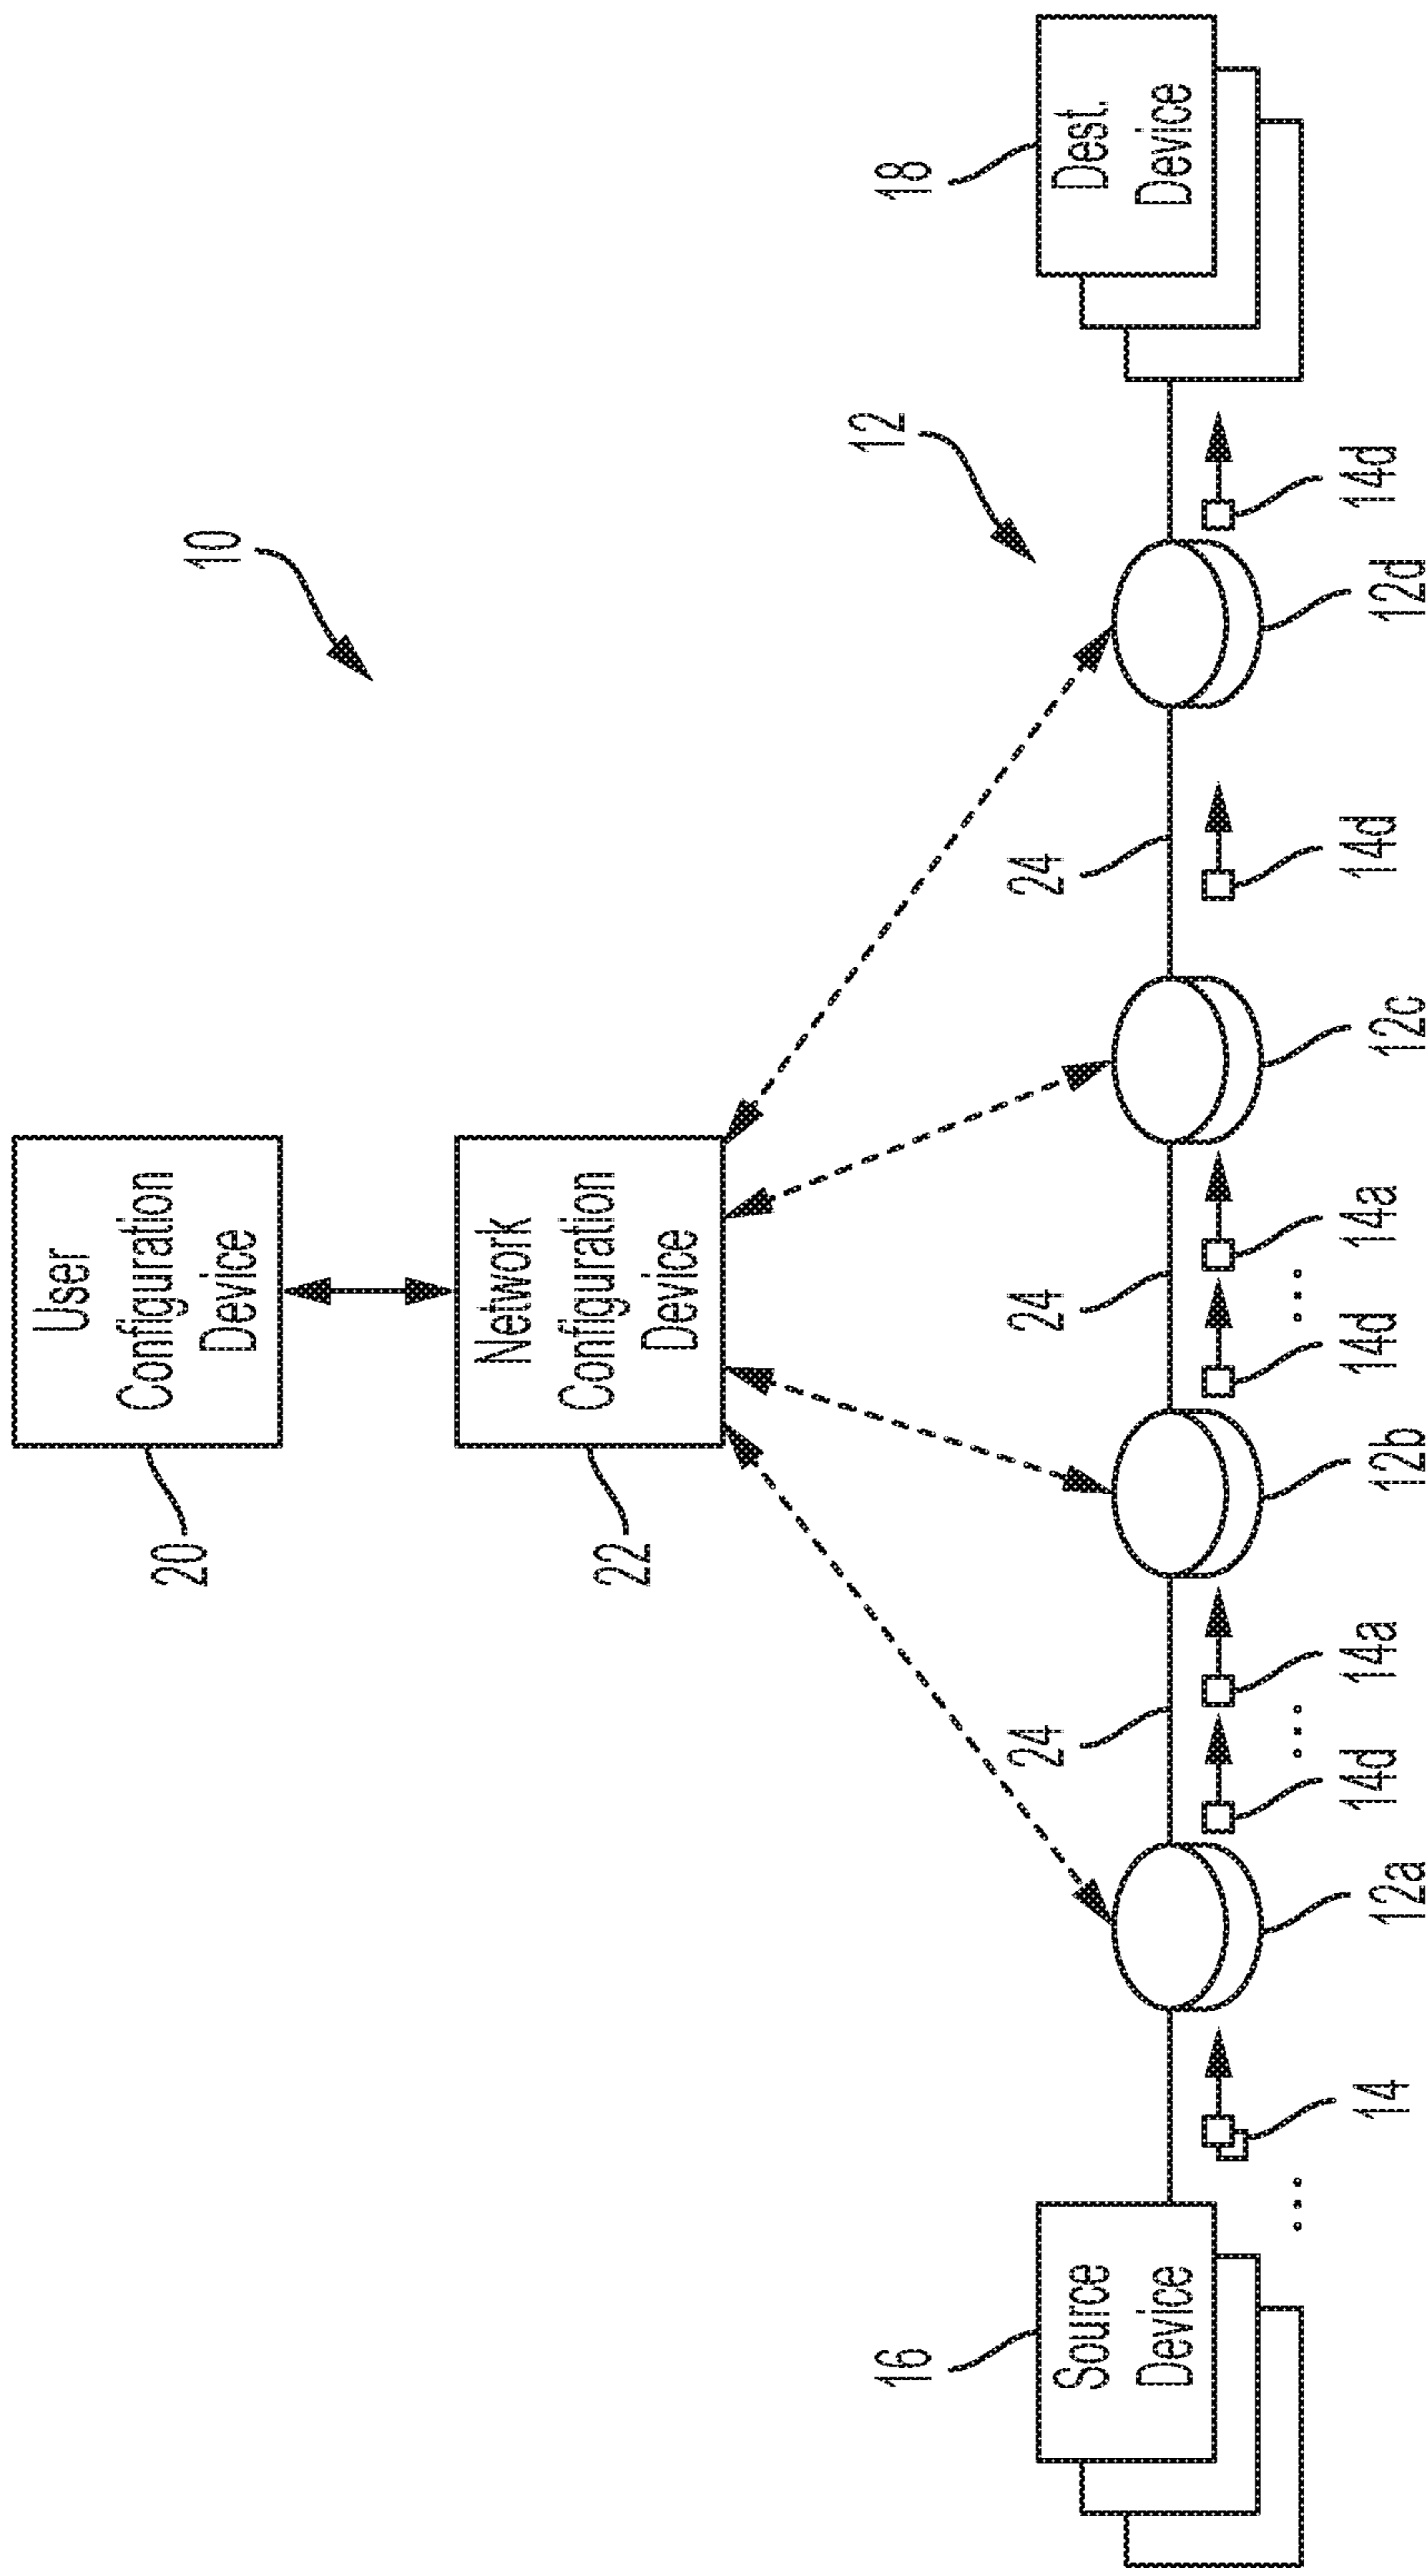 User
Configuration
Device
20
10
Network
Configuration
Device
22
12
16
18
Source
Device
Dest.
Device
24
24
24
14
14d
14a
14d
14a
14d
14d
12a
12b
12c
12d